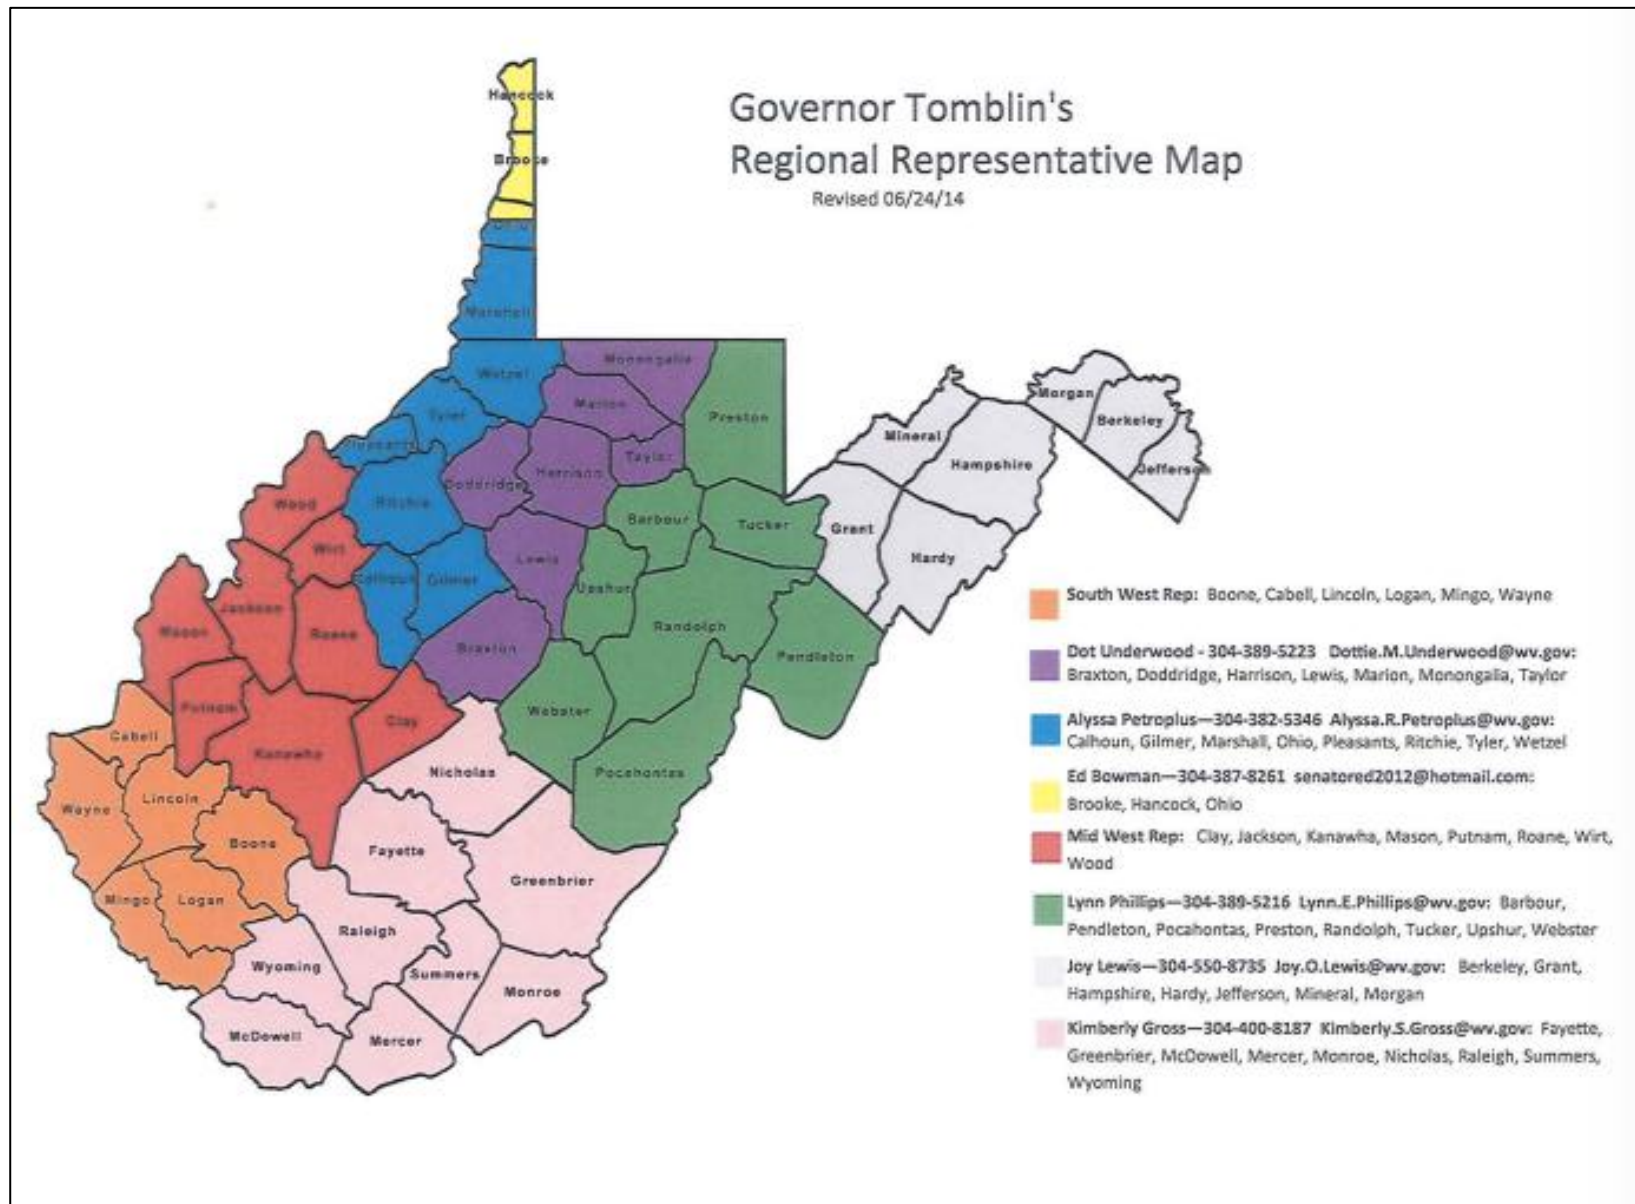 Governor Tomblin's
Regional Representative Map
Revised 06/24/14
Hancock
Brooke
Ohio
Marshall
Wetzel
Monongalia
Marion
Tyler
Preston
Pleasants
Taylor
Harrison
Doddridge
Ritchie
Wood
Morgan
Berkeley
Mineral
Hampshire
Jefferson
Barbour
Tucker
Grant
Hardy
Wirt
Lewis
Calhoun
Gilmer
Upshur
Jackson
Mason
Roane
Randolph
Braxton
Pendleton
Putnam
Clay
Webster
Cabell
Kanawha
Nicholas
Pocahontas
Wayne
Lincoln
Boone
Fayette
Greenbrier
Mingo
Logan
Raleigh
Wyoming
Summers
Monroe
McDowell
Mercer
South West Rep: Boone, Cabell, Lincoln, Logan, Mingo, Wayne
Dot Underwood - 304-389-5223 Dottie.M.Underwood@wv.gov:
Braxton, Doddridge, Harrison, Lewis, Marion, Monongalia, Taylor
Alyssa Petroplus—304-382-5346 Alyssa.R.Petroplus@wv.gov:
Calhoun, Gilmer, Marshall, Ohio, Pleasants, Ritchie, Tyler, Wetzel
Ed Bowman—304-387-8261 senatored2012@hotmail.com:
Brooke, Hancock, Ohio
Mid West Rep: Clay, Jackson, Kanawha, Mason, Putnam, Roane, Wirt,
Wood
Lynn Phillips—304-389-5216 Lynn.E.Phillips@wv.gov: Barbour,
Pendleton, Pocahontas, Preston, Randolph, Tucker, Upshur, Webster
Joy Lewis—304-550-8735 Joy.O.Lewis@wv.gov: Berkeley, Grant,
Hampshire, Hardy, Jefferson, Mineral, Morgan
Kimberly Gross—304-400-8187 Kimberly.S.Gross@wv.gov: Fayette,
Greenbrier, McDowell, Mercer, Monroe, Nicholas, Raleigh, Summers,
Wyoming